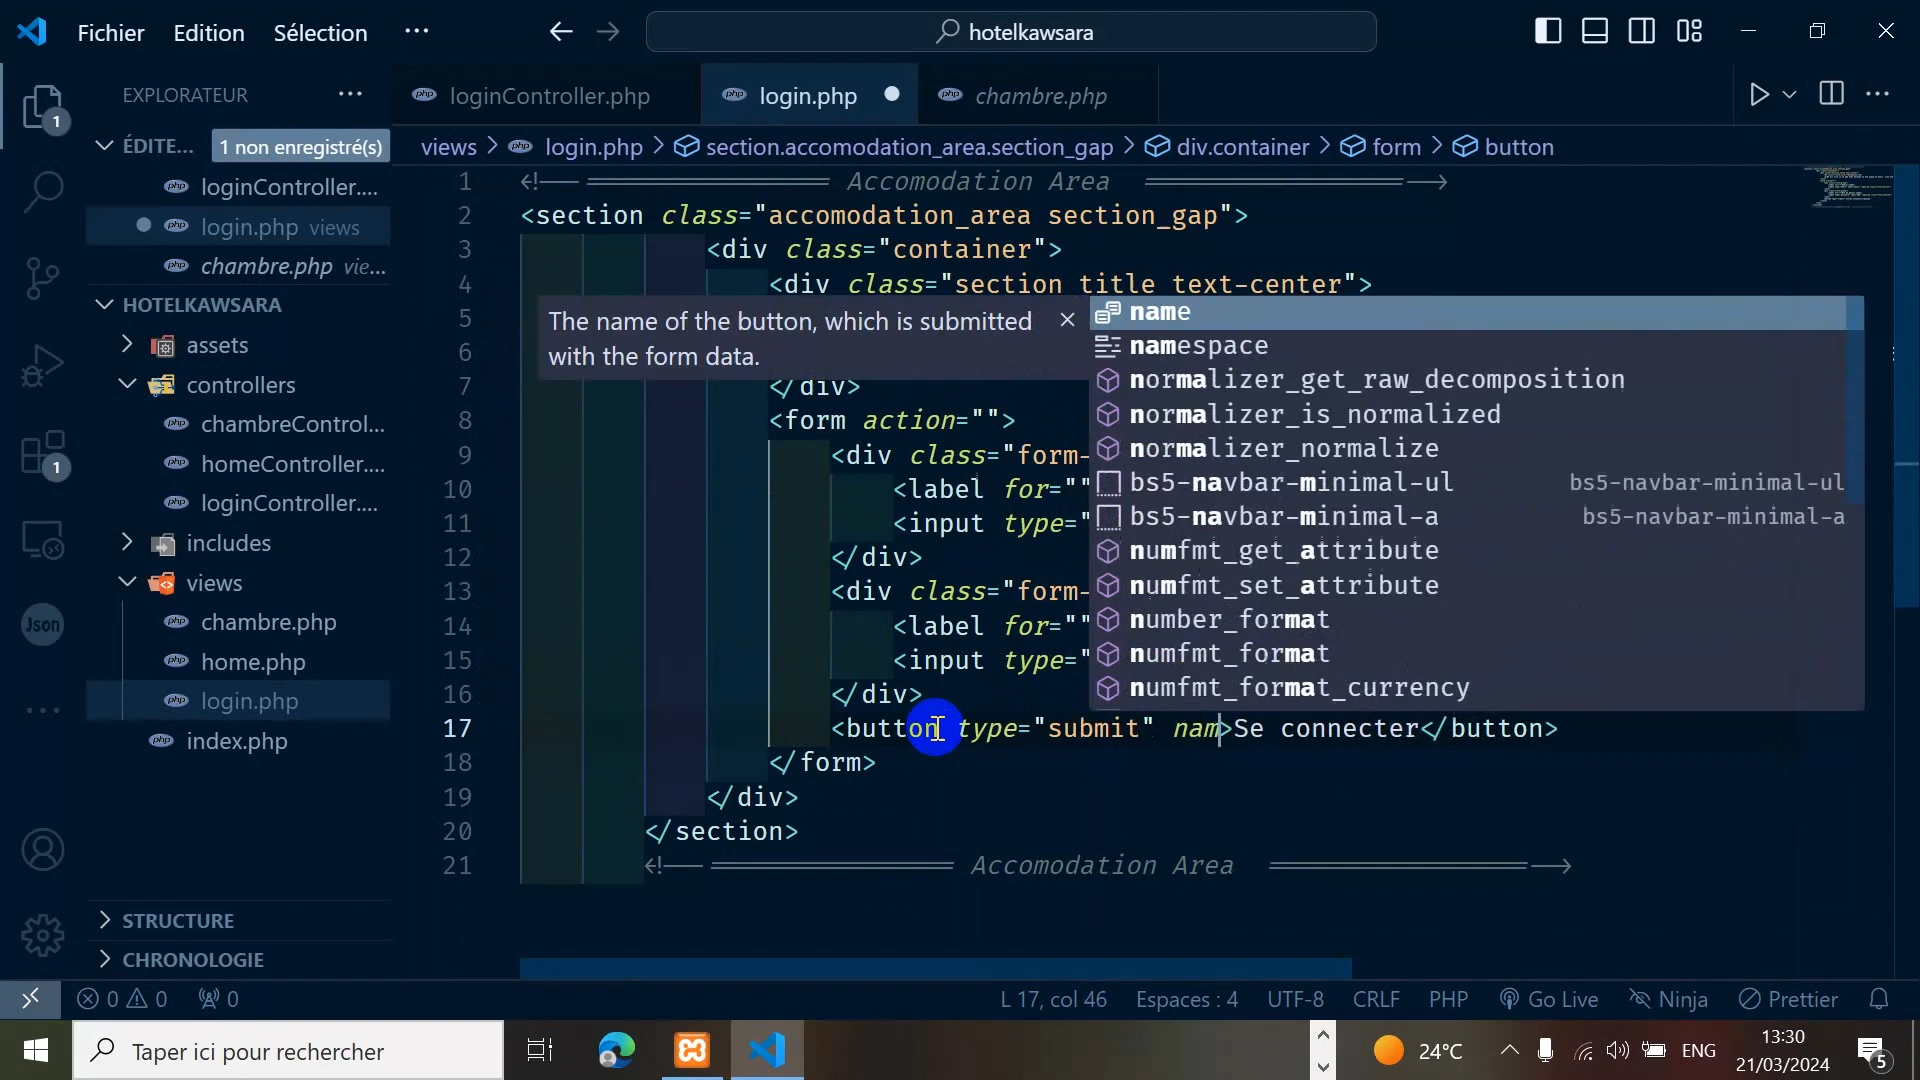 Fichier Edition Sélection ··· hotelkawsara
EXPLORATEUR ···
loginController.php login.php chambre.php
ÉDITE... 1 non enregistré(s)
loginController....
login.php views
chambre.php vie...
HOTELKAWSARA
assets
controllers
chambreControl...
homeController....
loginController....
includes
views
chambre.php
home.php
login.php
index.php
STRUCTURE
CHRONOLOGIE
Json
1
1
views > login.php > section.accomodation_area.section_gap > div.container > form > button
1 <!-- ================ Accomodation Area ================= -->
2 <section class="accomodation_area section_gap">
3 <div class="container">
4 <div class="section_title text-center">
5
6
7 </div>
8 <form action="">
9 <div class="form-
10 <label for=""
11 <input type="
12 </div>
13 <div class="form-
14 <label for=""
15 <input type="
16 </div>
17 <button type="submit" nam>Se connecter</button>
18 </form>
19 </div>
20 </section>
21 <!-- ================ Accomodation Area ================= -->
The name of the button, which is submitted
with the form data.
name
namespace
normalizer_get_raw_decomposition
normalizer_is_normalized
normalizer_normalize
bs5-navbar-minimal-ul bs5-navbar-minimal-ul
bs5-navbar-minimal-a bs5-navbar-minimal-a
numfmt_get_attribute
numfmt_set_attribute
number_format
numfmt_format
numfmt_format_currency
0 0 0 L 17, col 46 Espaces : 4 UTF-8 CRLF PHP Go Live Ninja Prettier
Taper ici pour rechercher
24°C ENG
13:30
21/03/2024
5